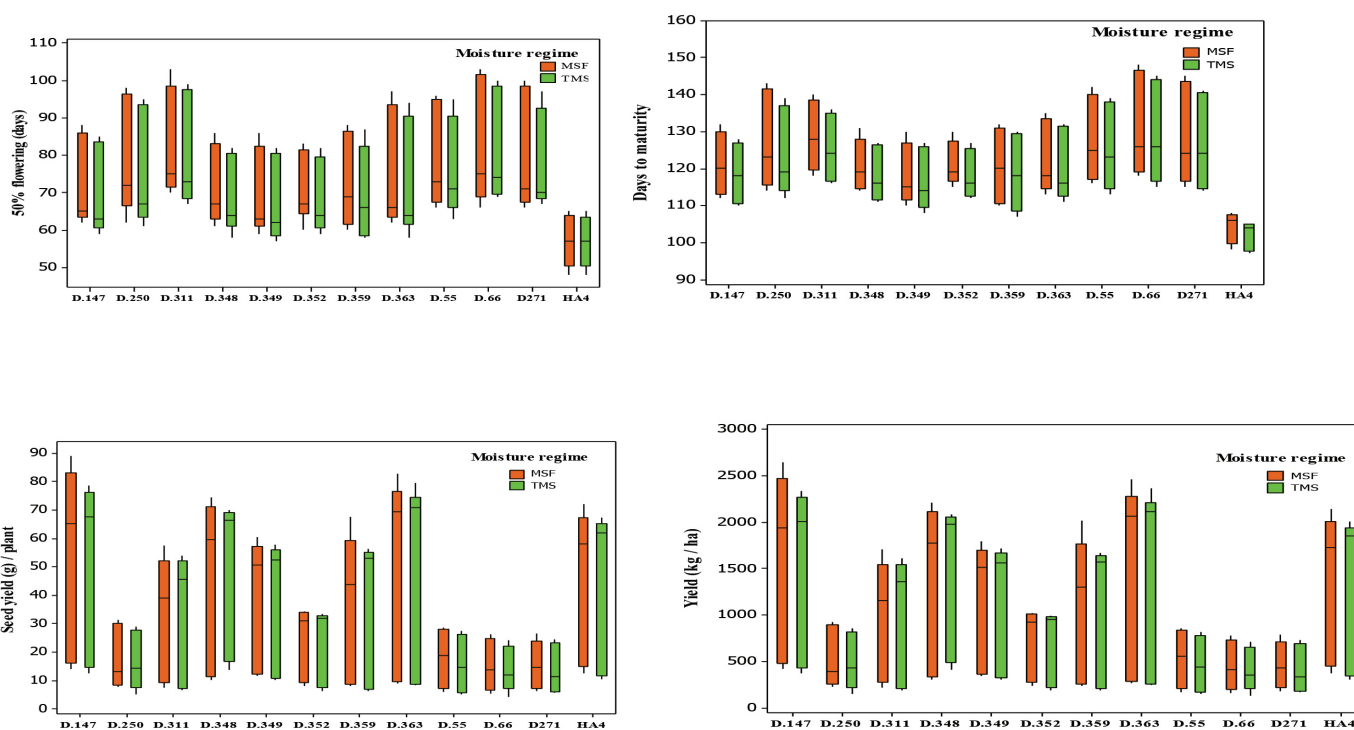 110
100
90
80
70
60
50
50% flowering (days)
Moisture regime
MSF
TMS
D.147 D.250 D.311 D.348 D.349 D.352 D.359 D.363 D.55 D.66 D271 HA4
160
150
140
130
120
110
100
90
Days to maturity
Moisture regime
MSF
TMS
D.147 D.250 D.311 D.348 D.349 D.352 D.359 D.363 D.55 D.66 D271 HA4
90
80
70
60
50
40
30
20
10
0
Seed yield (g) / plant
Moisture regime
MSF
TMS
D.147 D.250 D.311 D.348 D.349 D.352 D.359 D.363 D.55 D.66 D271 HA4
3000
2500
2000
1500
1000
500
0
Yield (kg / ha)
Moisture regime
MSF
TMS
D.147 D.250 D.311 D.348 D.349 D.352 D.359 D.363 D.55 D.66 D271 HA4